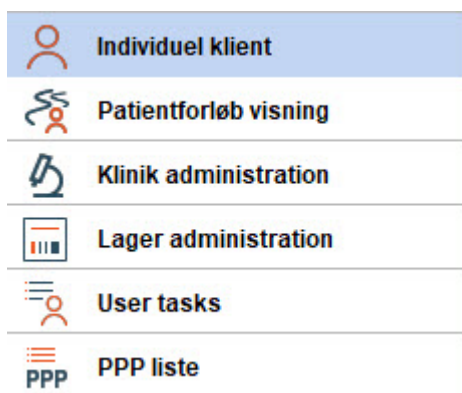 Individuel klient
Patientforløb visning
Klinik administration
Lager administration
User tasks
PPP PPP liste